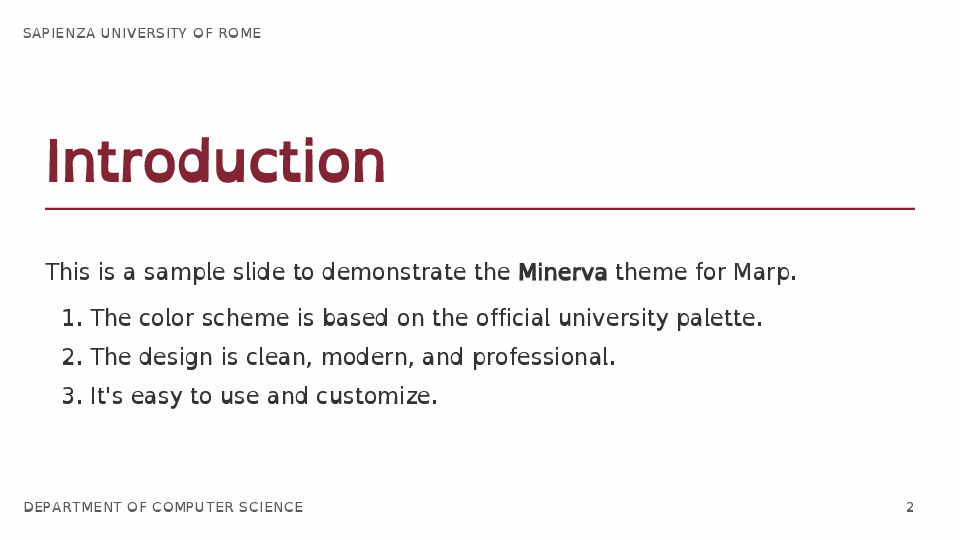 SAPIENZA UNIVERSITY OF ROME
Introduction
This is a sample slide to demonstrate the Minerva theme for Marp.
1. The color scheme is based on the official university palette.
2. The design is clean, modern, and professional.
3. It's easy to use and customize.
DEPARTMENT OF COMPUTER SCIENCE
2